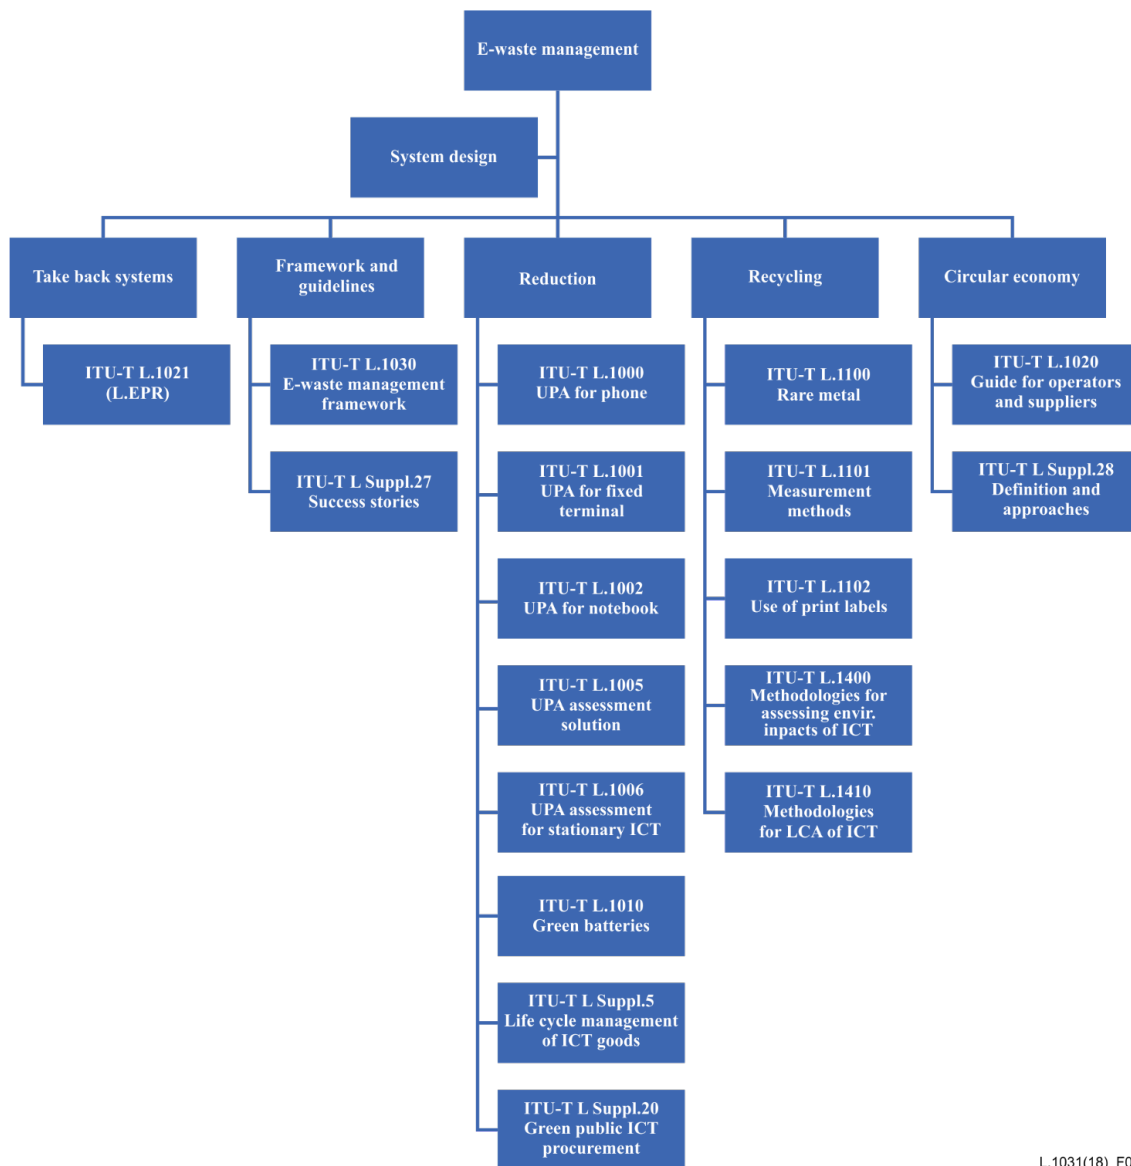 E-waste management
System design
Take back systems
Framework and
guidelines
Reduction
Recycling
Circular economy
ITU-T L.1021
(L.EPR)
ITU-T L.1030
E-waste management
framework
ITU-T L Suppl.27
Success stories
ITU-T L.1000
UPA for phone
ITU-T L.1001
UPA for fixed
terminal
ITU-T L.1002
UPA for notebook
ITU-T L.1005
UPA assessment
solution
ITU-T L.1006
UPA assessment
for stationary ICT
ITU-T L.1010
Green batteries
ITU-T L Suppl.5
Life cycle management
of ICT goods
ITU-T L Suppl.20
Green public ICT
procurement
ITU-T L.1100
Rare metal
ITU-T L.1101
Measurement
methods
ITU-T L.1102
Use of print labels
ITU-T L.1400
Methodologies for
assessing envir.
inpacts of ICT
ITU-T L.1410
Methodologies
for LCA of ICT
ITU-T L.1020
Guide for operators
and suppliers
ITU-T L Suppl.28
Definition and
approaches
L.1031(18)_F0